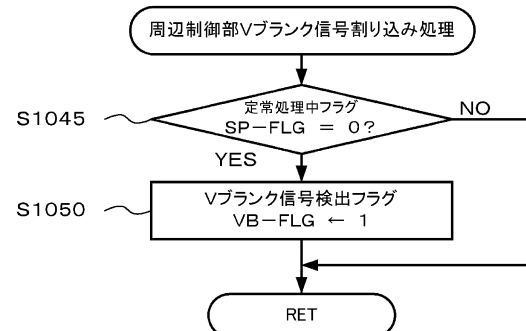 周辺制御部Vブランク信号割り込み処理
S1045
定常処理中フラグ
SP-FLG = 0?
NO
YES
S1050
Vブランク信号検出フラグ
VB-FLG ← 1
RET